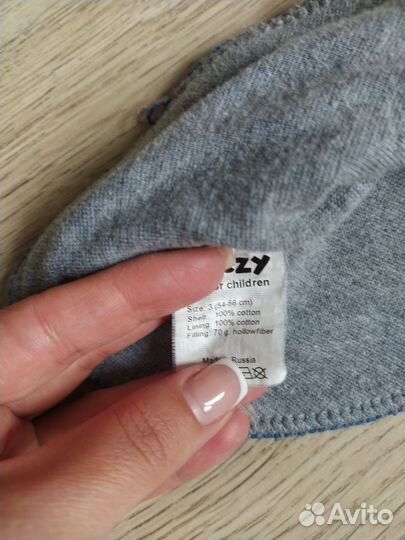 zzy
children
Size: 3 (54-56 cm)
Shell: 100% cotton
Lining: 100% cotton
Filling: 70 g. hollowfiber
Made Russia
Avito